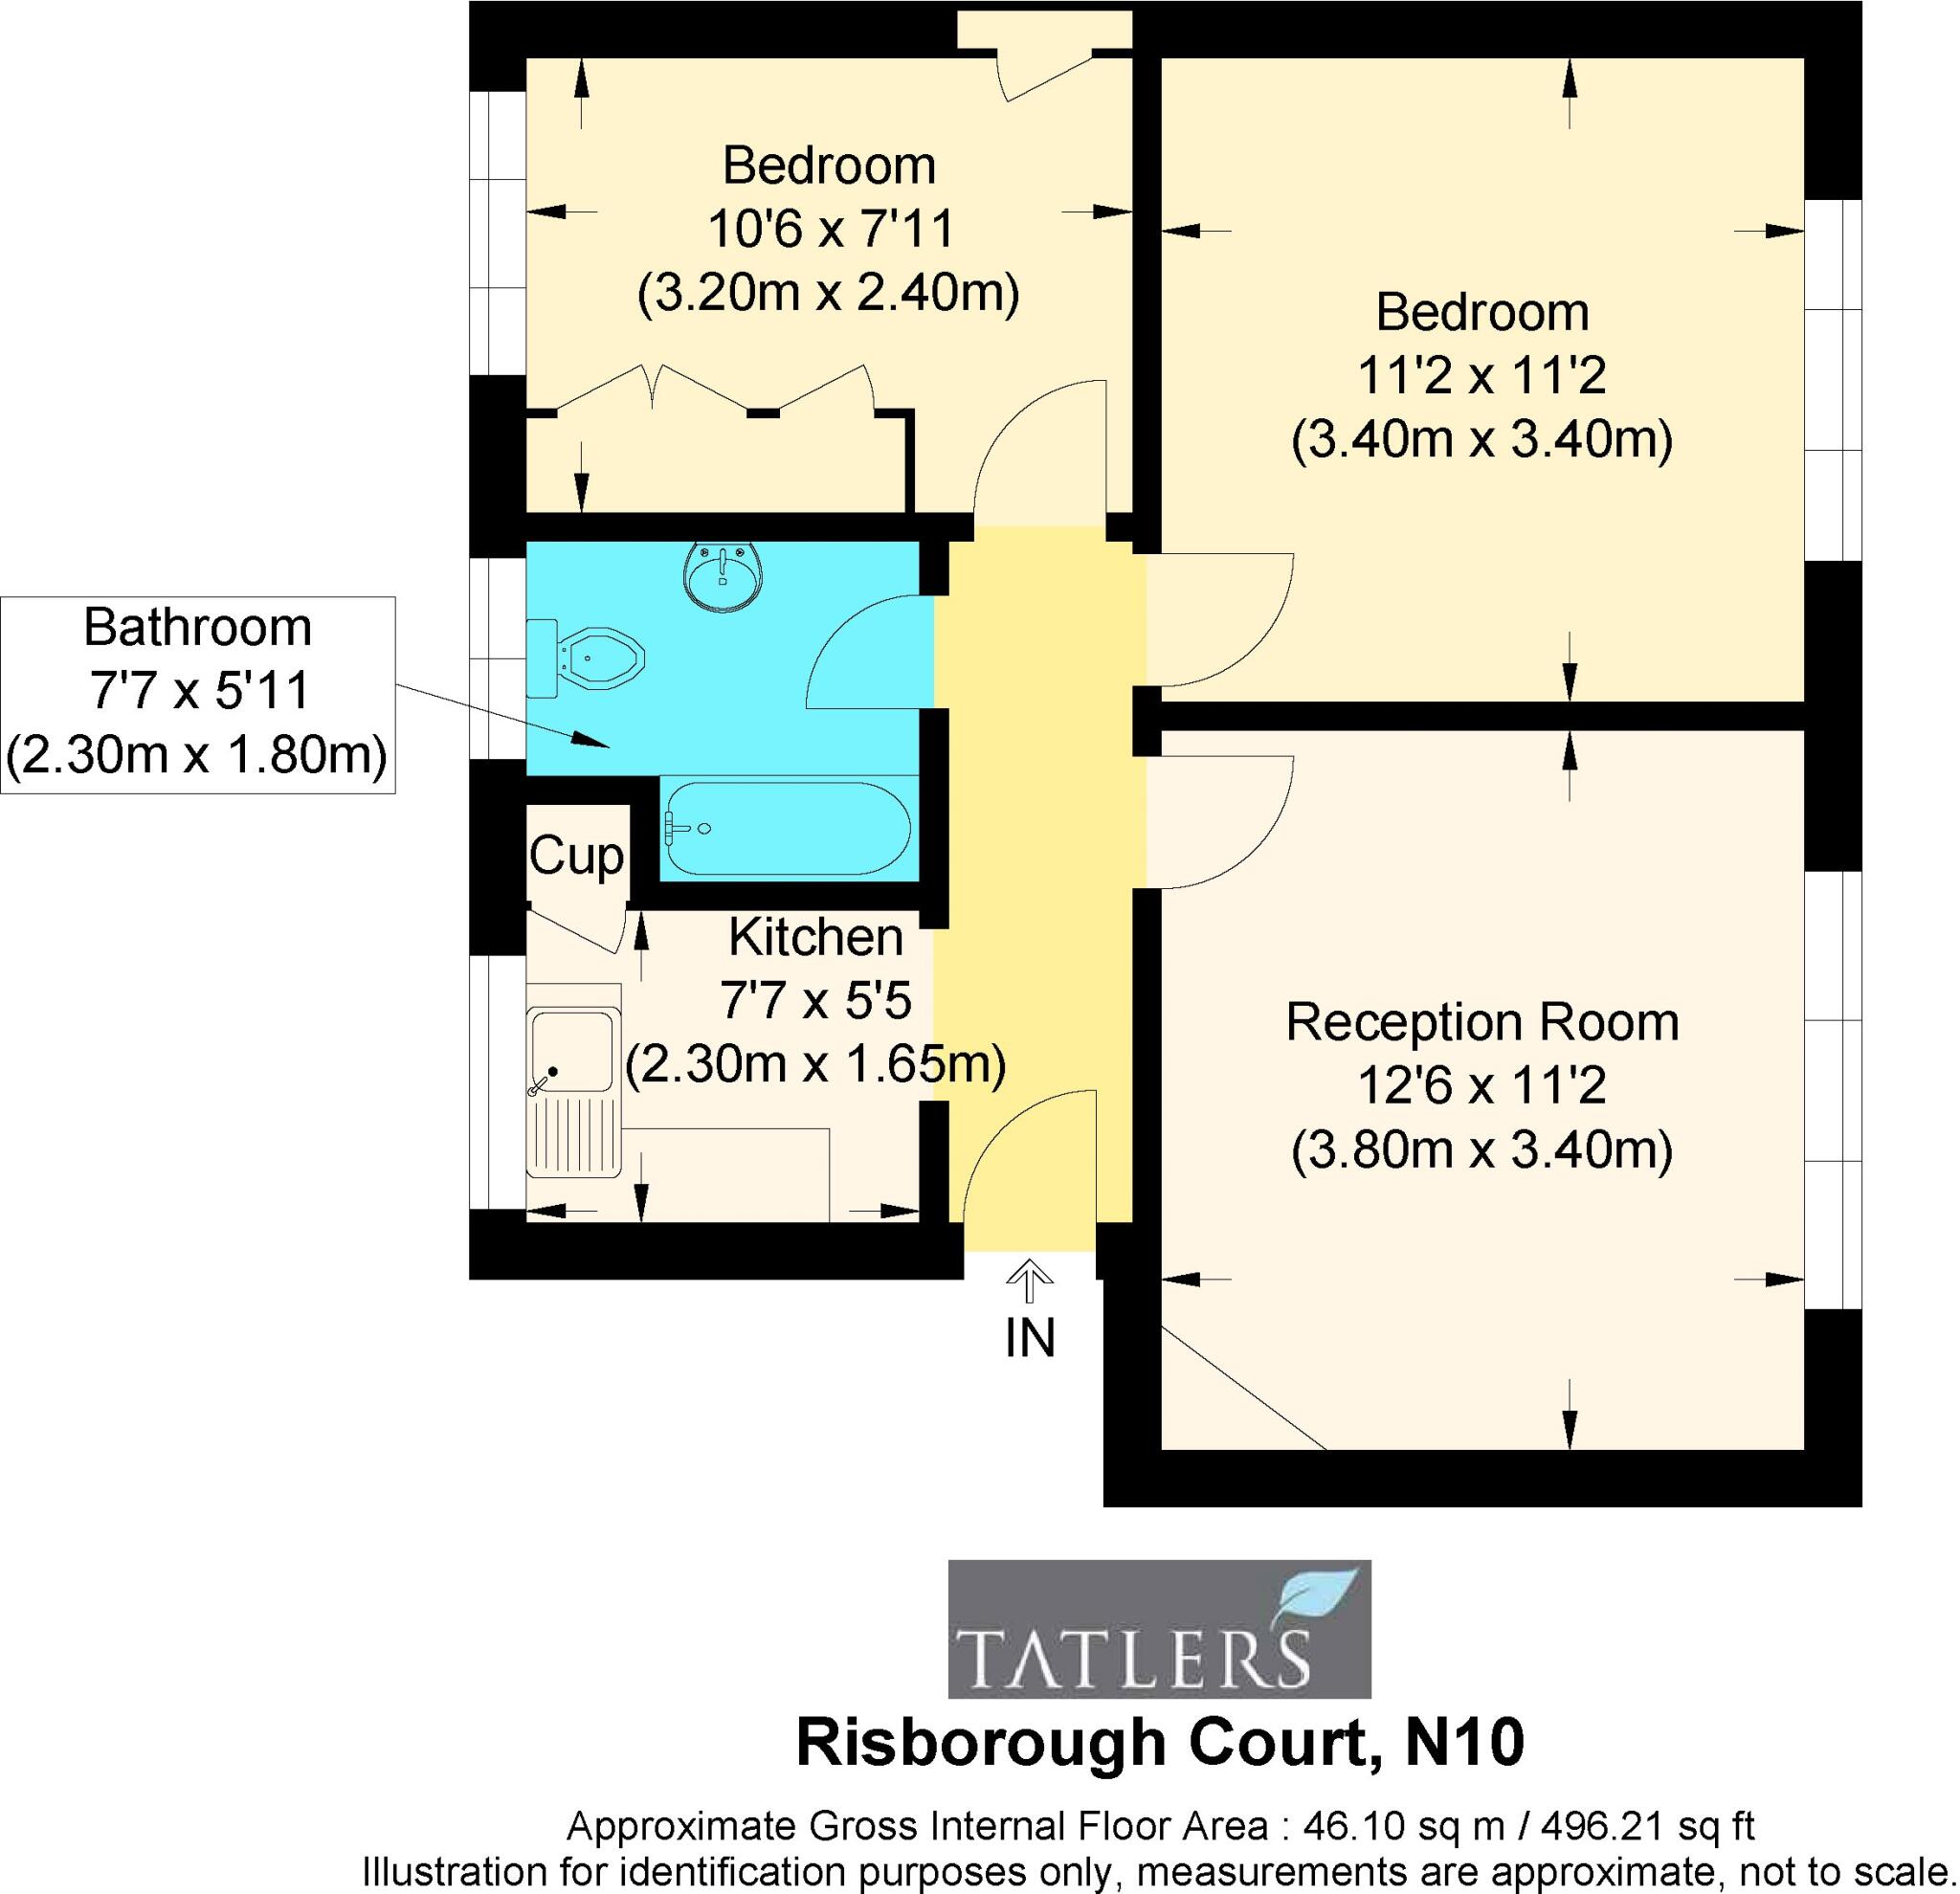 Bedroom
10'6 x 7'11
(3.20m x 2.40m)
Bedroom
11'2 x 11'2
(3.40m x 3.40m)
Bathroom
7'7 x 5'11
(2.30m x 1.80m)
Cup
Kitchen
7'7 x 5'5
(2.30m x 1.65m)
Reception Room
12'6 x 11'2
(3.80m x 3.40m)
IN
TATLERS
Risborough Court, N10
Approximate Gross Internal Floor Area : 46.10 sq m / 496.21 sq ft
Illustration for identification purposes only, measurements are approximate, not to scale.